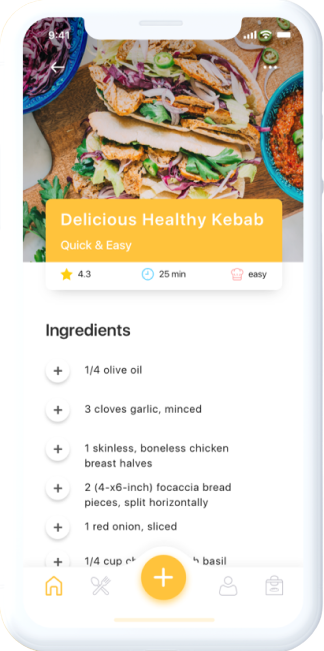 9:41
Delicious Healthy Kebab
Quick & Easy
4.3
25 min
easy
Ingredients
1/4 olive oil
3 cloves garlic, minced
1 skinless, boneless chicken
breast halves
2 (4-x6-inch) focaccia bread
pieces, split horizontally
1 red onion, sliced
1/4 cup basil